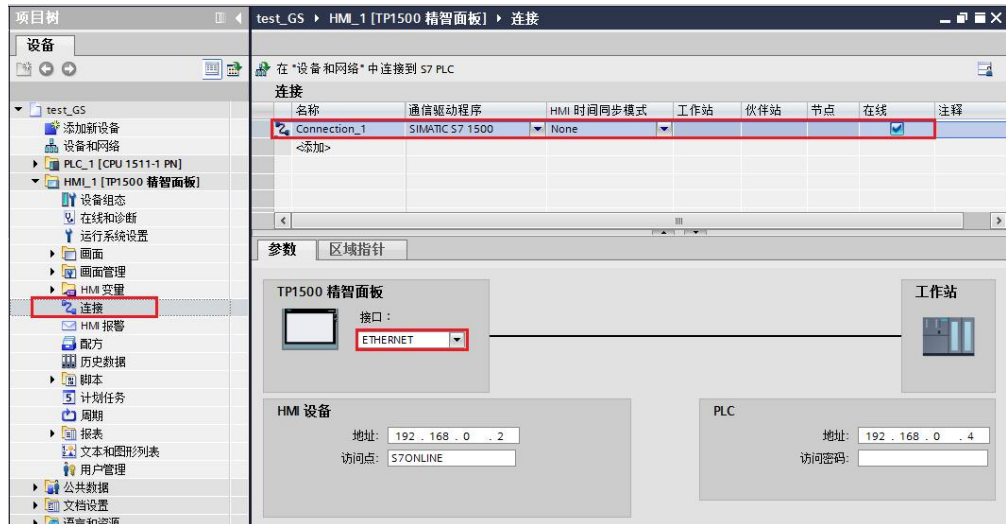 项目树
test_GS ▸ HMI_1 [TP1500 精智面板] ▸ 连接
设备
在 "设备和网络" 中连接到 S7 PLC
连接
名称 通信驱动程序 HMI 时间同步模式 工作站 伙伴站 节点 在线 注释
Connection_1 SIMATIC S7 1500 None
<添加>
test_GS
添加新设备
设备和网络
PLC_1 [CPU 1511-1 PN]
HMI_1 [TP1500 精智面板]
设备组态
在线和诊断
运行系统设置
画面
画面管理
HMI 变量
连接
HMI 报警
配方
历史数据
脚本
计划任务
周期
报表
文本和图形列表
用户管理
公共数据
文档设置
语言和资源
参数 区域指针
TP1500 精智面板
接口：
ETHERNET
工作站
HMI 设备
地址: 192 . 168 . 0 . 2
访问点: S7ONLINE
PLC
地址: 192 . 168 . 0 . 4
访问密码: